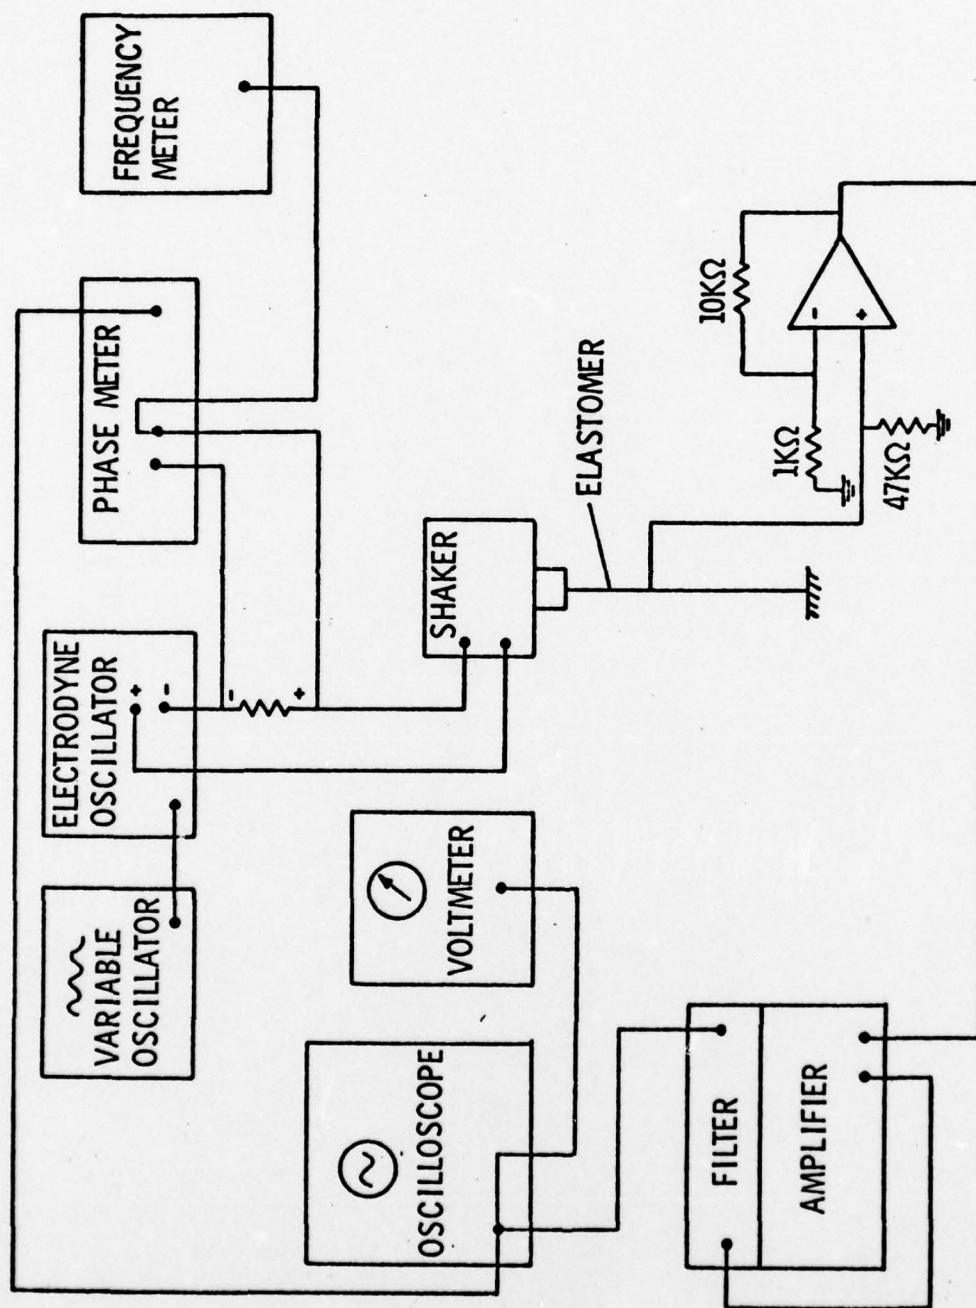 VARIABLE
OSCILLATOR
ELECTRODYNE
OSCILLATOR
+
-
PHASE METER
FREQUENCY
METER
-
+
OSCILLOSCOPE
VOLTMETER
SHAKER
ELASTOMER
FILTER
AMPLIFIER
10KΩ
1KΩ
47KΩ
-
+